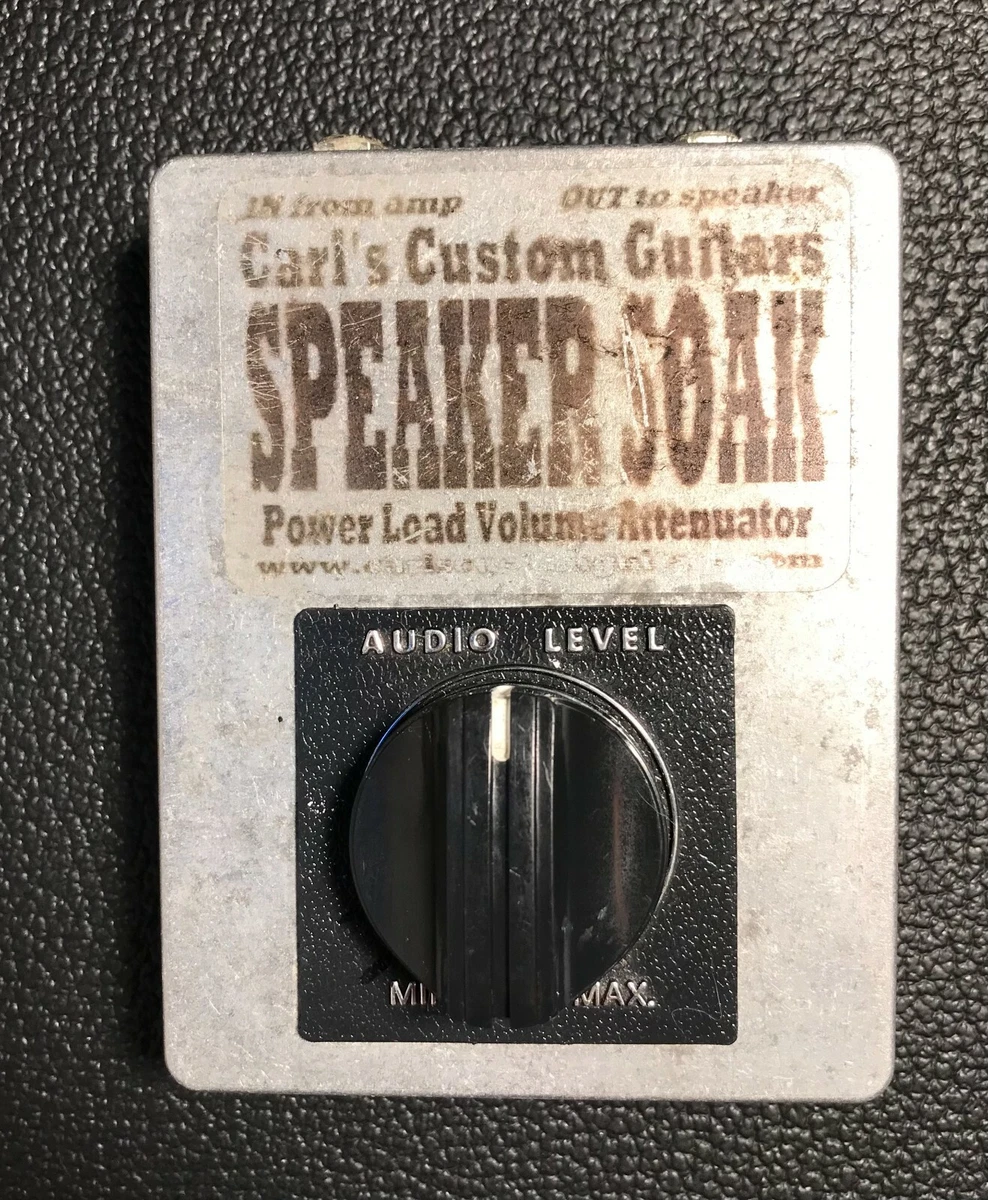 IN from amp OUT to speaker
Carl's Custom Guitars
SPEAKER SOAK
Power Load Volume Attenuator
AUDIO LEVEL
MAX.